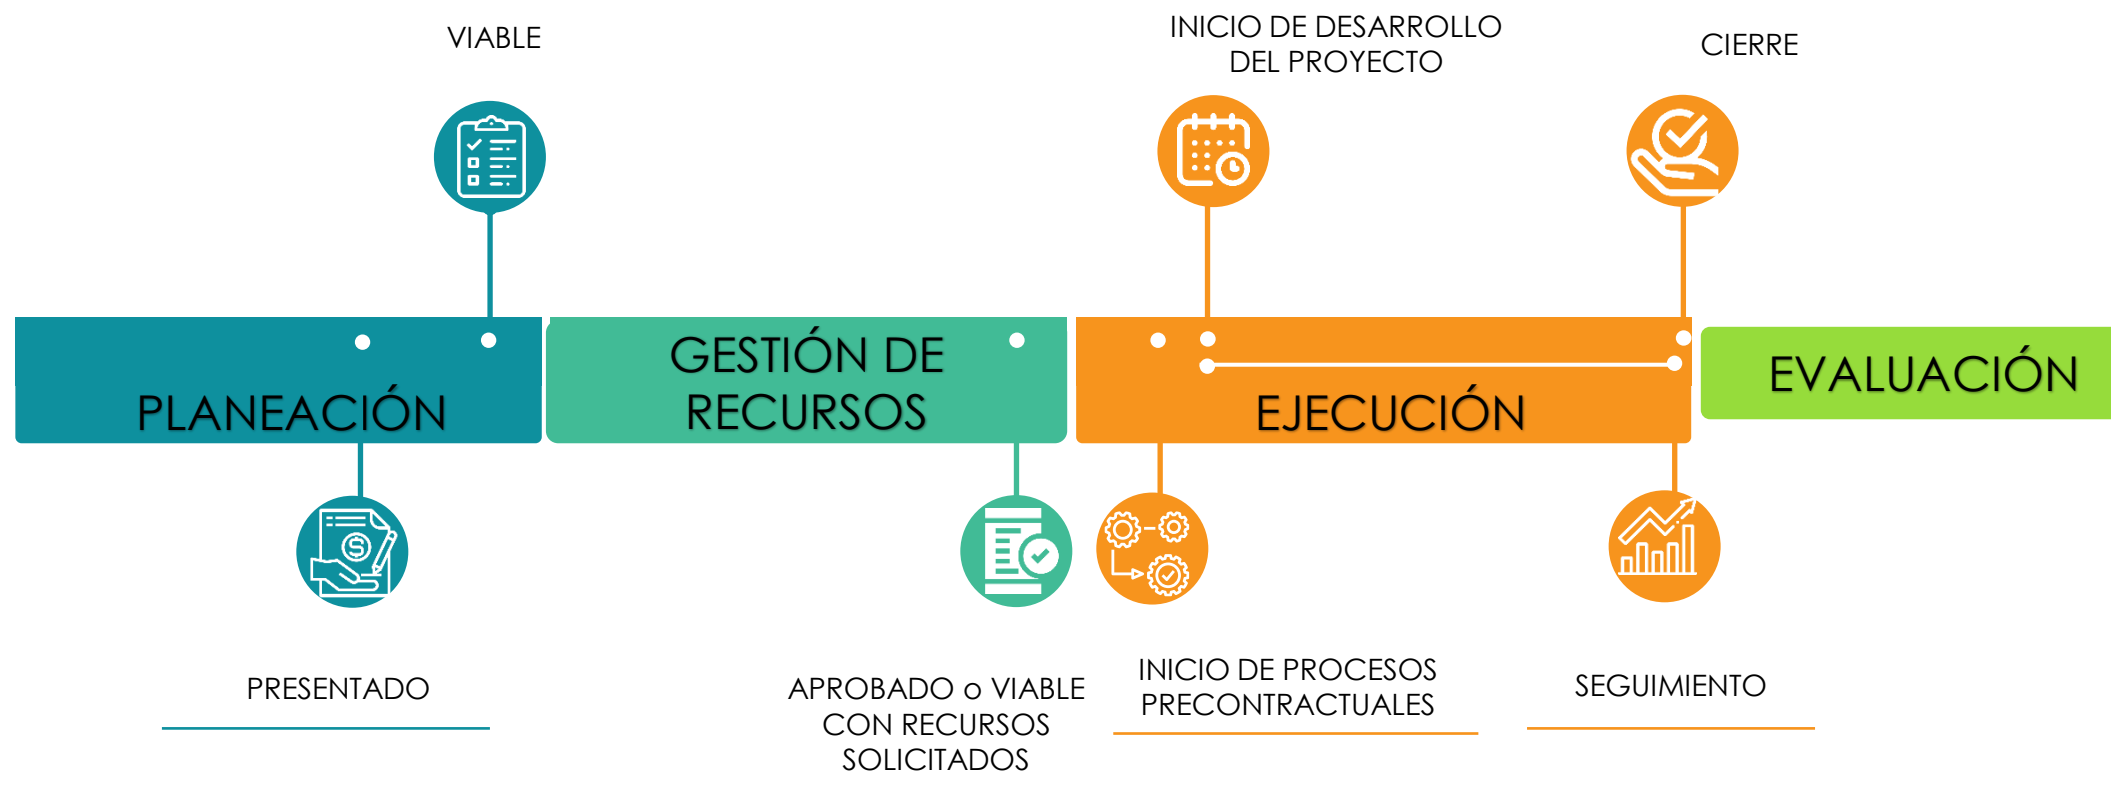 VIABLE
INICIO DE DESARROLLO
DEL PROYECTO
CIERRE
PLANEACIÓN
GESTIÓN DE
RECURSOS
EJECUCIÓN
EVALUACIÓN
PRESENTADO
APROBADO o VIABLE
CON RECURSOS
SOLICITADOS
INICIO DE PROCESOS
PRECONTRACTUALES
SEGUIMIENTO